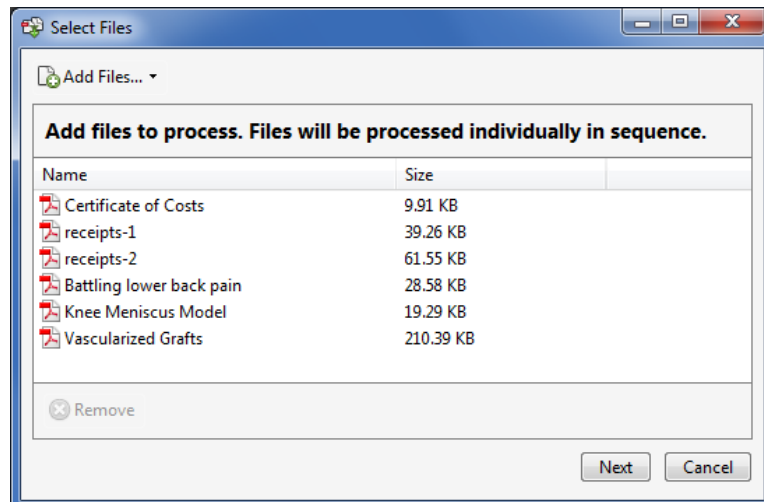 Select Files
Add Files...
Add files to process. Files will be processed individually in sequence.
Name Size
Certificate of Costs 9.91 KB
receipts-1 39.26 KB
receipts-2 61.55 KB
Battling lower back pain 28.58 KB
Knee Meniscus Model 19.29 KB
Vascularized Grafts 210.39 KB
Remove
Next Cancel